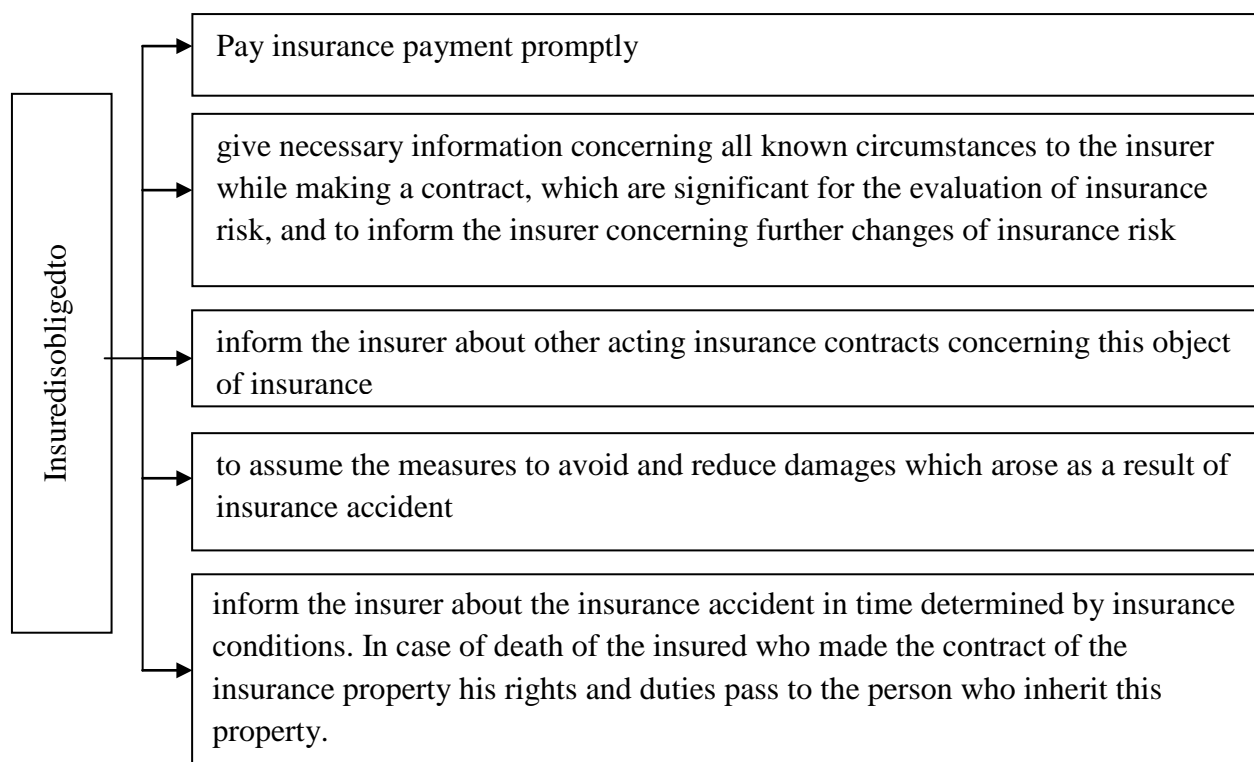 Insuredisobligedto
Pay insurance payment promptly
give necessary information concerning all known circumstances to the insurer
while making a contract, which are significant for the evaluation of insurance
risk, and to inform the insurer concerning further changes of insurance risk
inform the insurer about other acting insurance contracts concerning this object
of insurance
to assume the measures to avoid and reduce damages which arose as a result of
insurance accident
inform the insurer about the insurance accident in time determined by insurance
conditions. In case of death of the insured who made the contract of the
insurance property his rights and duties pass to the person who inherit this
property.